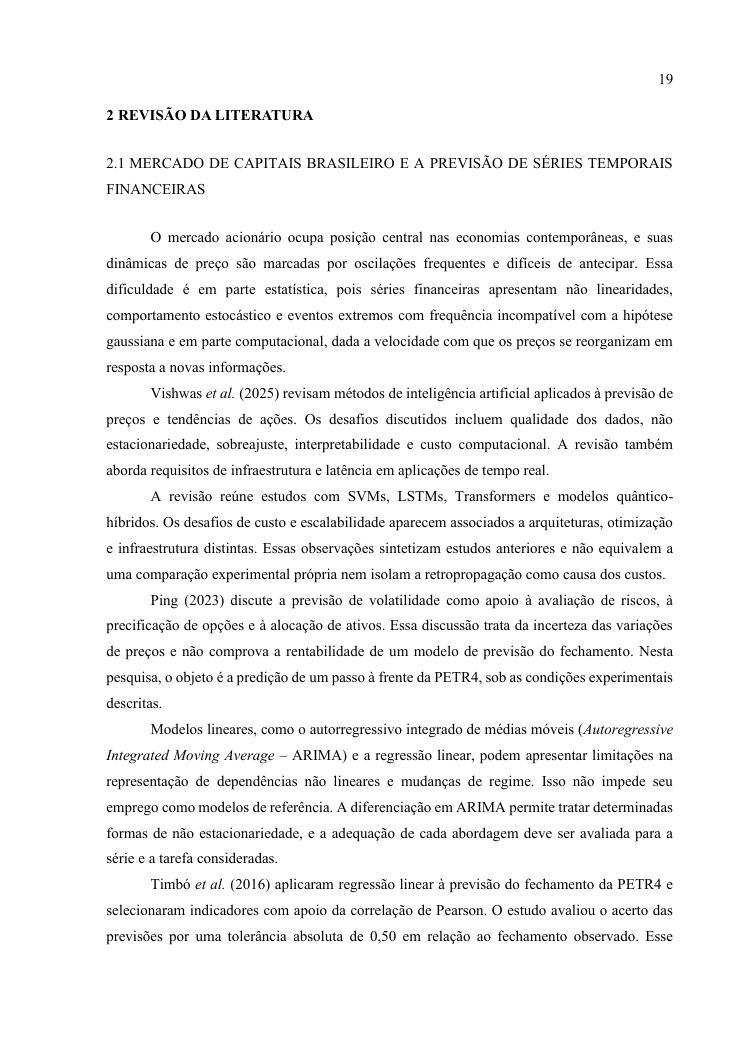 19
2 REVISÃO DA LITERATURA
2.1 MERCADO DE CAPITAIS BRASILEIRO E A PREVISÃO DE SÉRIES TEMPORAIS
FINANCEIRAS
O mercado acionário ocupa posição central nas economias contemporâneas, e suas
dinâmicas de preço são marcadas por oscilações frequentes e difíceis de antecipar. Essa
dificuldade é em parte estatística, pois séries financeiras apresentam não linearidades,
comportamento estocástico e eventos extremos com frequência incompatível com a hipótese
gaussiana e em parte computacional, dada a velocidade com que os preços se reorganizam em
resposta a novas informações.
Vishwas et al. (2025) revisam métodos de inteligência artificial aplicados à previsão de
preços e tendências de ações. Os desafios discutidos incluem qualidade dos dados, não
estacionariedade, sobreajuste, interpretabilidade e custo computacional. A revisão também
aborda requisitos de infraestrutura e latência em aplicações de tempo real.
A revisão reúne estudos com SVMs, LSTMs, Transformers e modelos quântico-
híbridos. Os desafios de custo e escalabilidade aparecem associados a arquiteturas, otimização
e infraestrutura distintas. Essas observações sintetizam estudos anteriores e não equivalem a
uma comparação experimental própria nem isolam a retropropagação como causa dos custos.
Ping (2023) discute a previsão de volatilidade como apoio à avaliação de riscos, à
precificação de opções e à alocação de ativos. Essa discussão trata da incerteza das variações
de preços e não comprova a rentabilidade de um modelo de previsão do fechamento. Nesta
pesquisa, o objeto é a predição de um passo à frente da PETR4, sob as condições experimentais
descritas.
Modelos lineares, como o autorregressivo integrado de médias móveis (Autoregressive
Integrated Moving Average – ARIMA) e a regressão linear, podem apresentar limitações na
representação de dependências não lineares e mudanças de regime. Isso não impede seu
emprego como modelos de referência. A diferenciação em ARIMA permite tratar determinadas
formas de não estacionariedade, e a adequação de cada abordagem deve ser avaliada para a
série e a tarefa consideradas.
Timbó et al. (2016) aplicaram regressão linear à previsão do fechamento da PETR4 e
selecionaram indicadores com apoio da correlação de Pearson. O estudo avaliou o acerto das
previsões por uma tolerância absoluta de 0,50 em relação ao fechamento observado. Esse